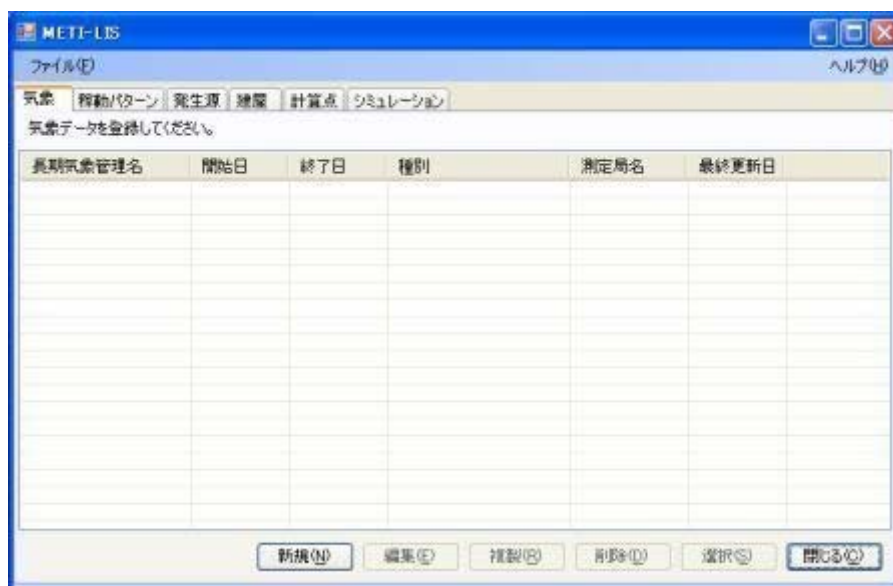 METI-LIS
ファイル(F) ヘルプ(H)
気象 稼動パターン 発生源 建屋 計算点 シミュレーション
気象データを登録してください。
長期気象管理名 開始日 終了日 種別 測定局名 最終更新日
新規(N) 編集(E) 複製(R) 削除(D) 選択(S) 閉じる(C)